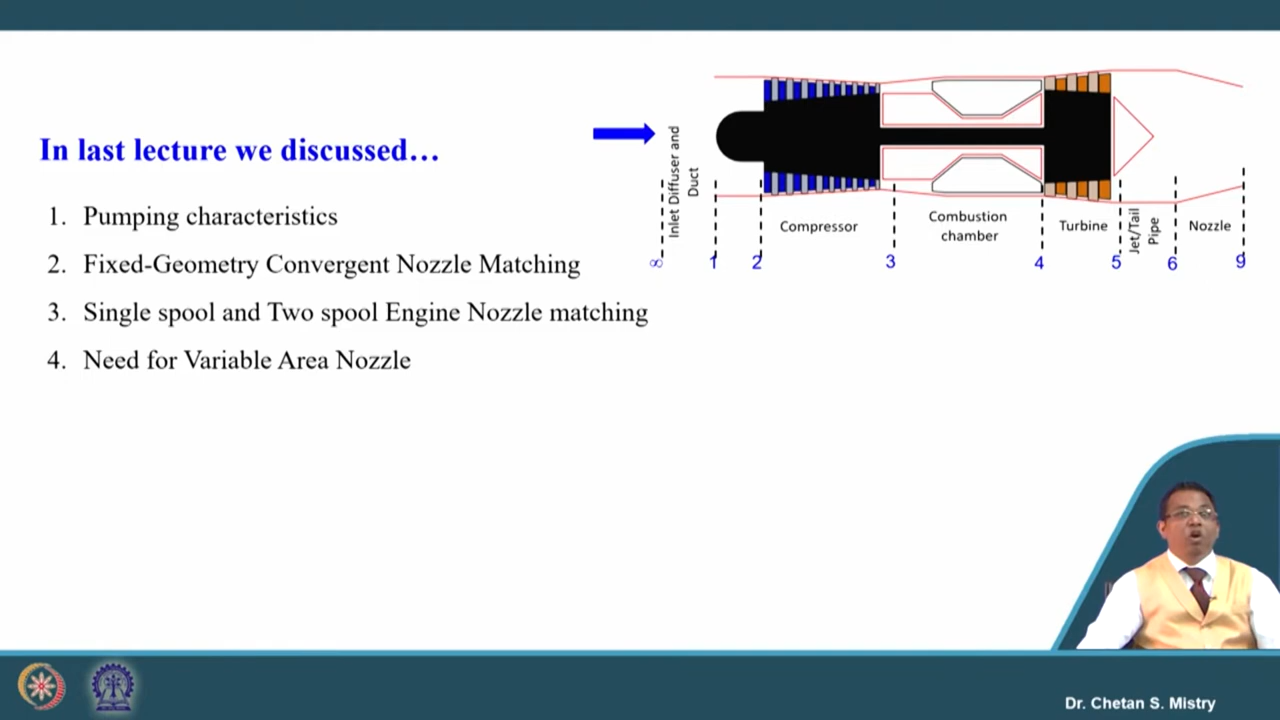 In last lecture we discussed…
1. Pumping characteristics
2. Fixed-Geometry Convergent Nozzle Matching
3. Single spool and Two spool Engine Nozzle matching
4. Need for Variable Area Nozzle
Inlet Diffuser and
Duct
Compressor
Combustion
chamber
Turbine
Jet/Tail
Pipe
Nozzle
∞ 1 2 3 4 5 6 9
Dr. Chetan S. Mistry